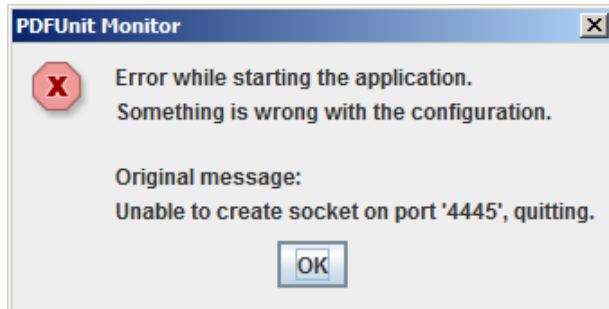 PDFUnit Monitor
Error while starting the application.
Something is wrong with the configuration.
Original message:
Unable to create socket on port '4445', quitting.
OK